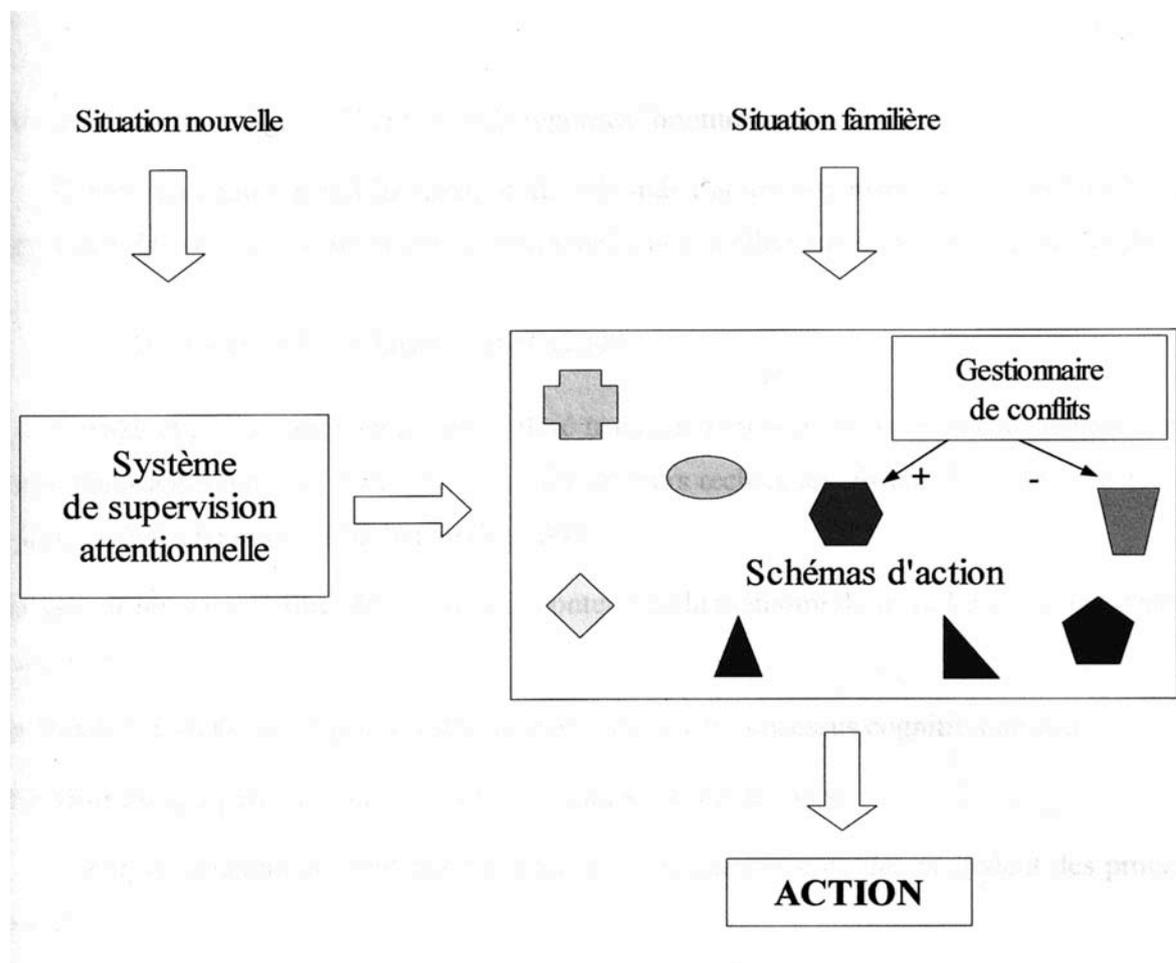 Situation nouvelle
Situation familière
Gestionnaire
de conflits
Système
de supervision
attentionnelle
+
-
Schémas d'action
ACTION